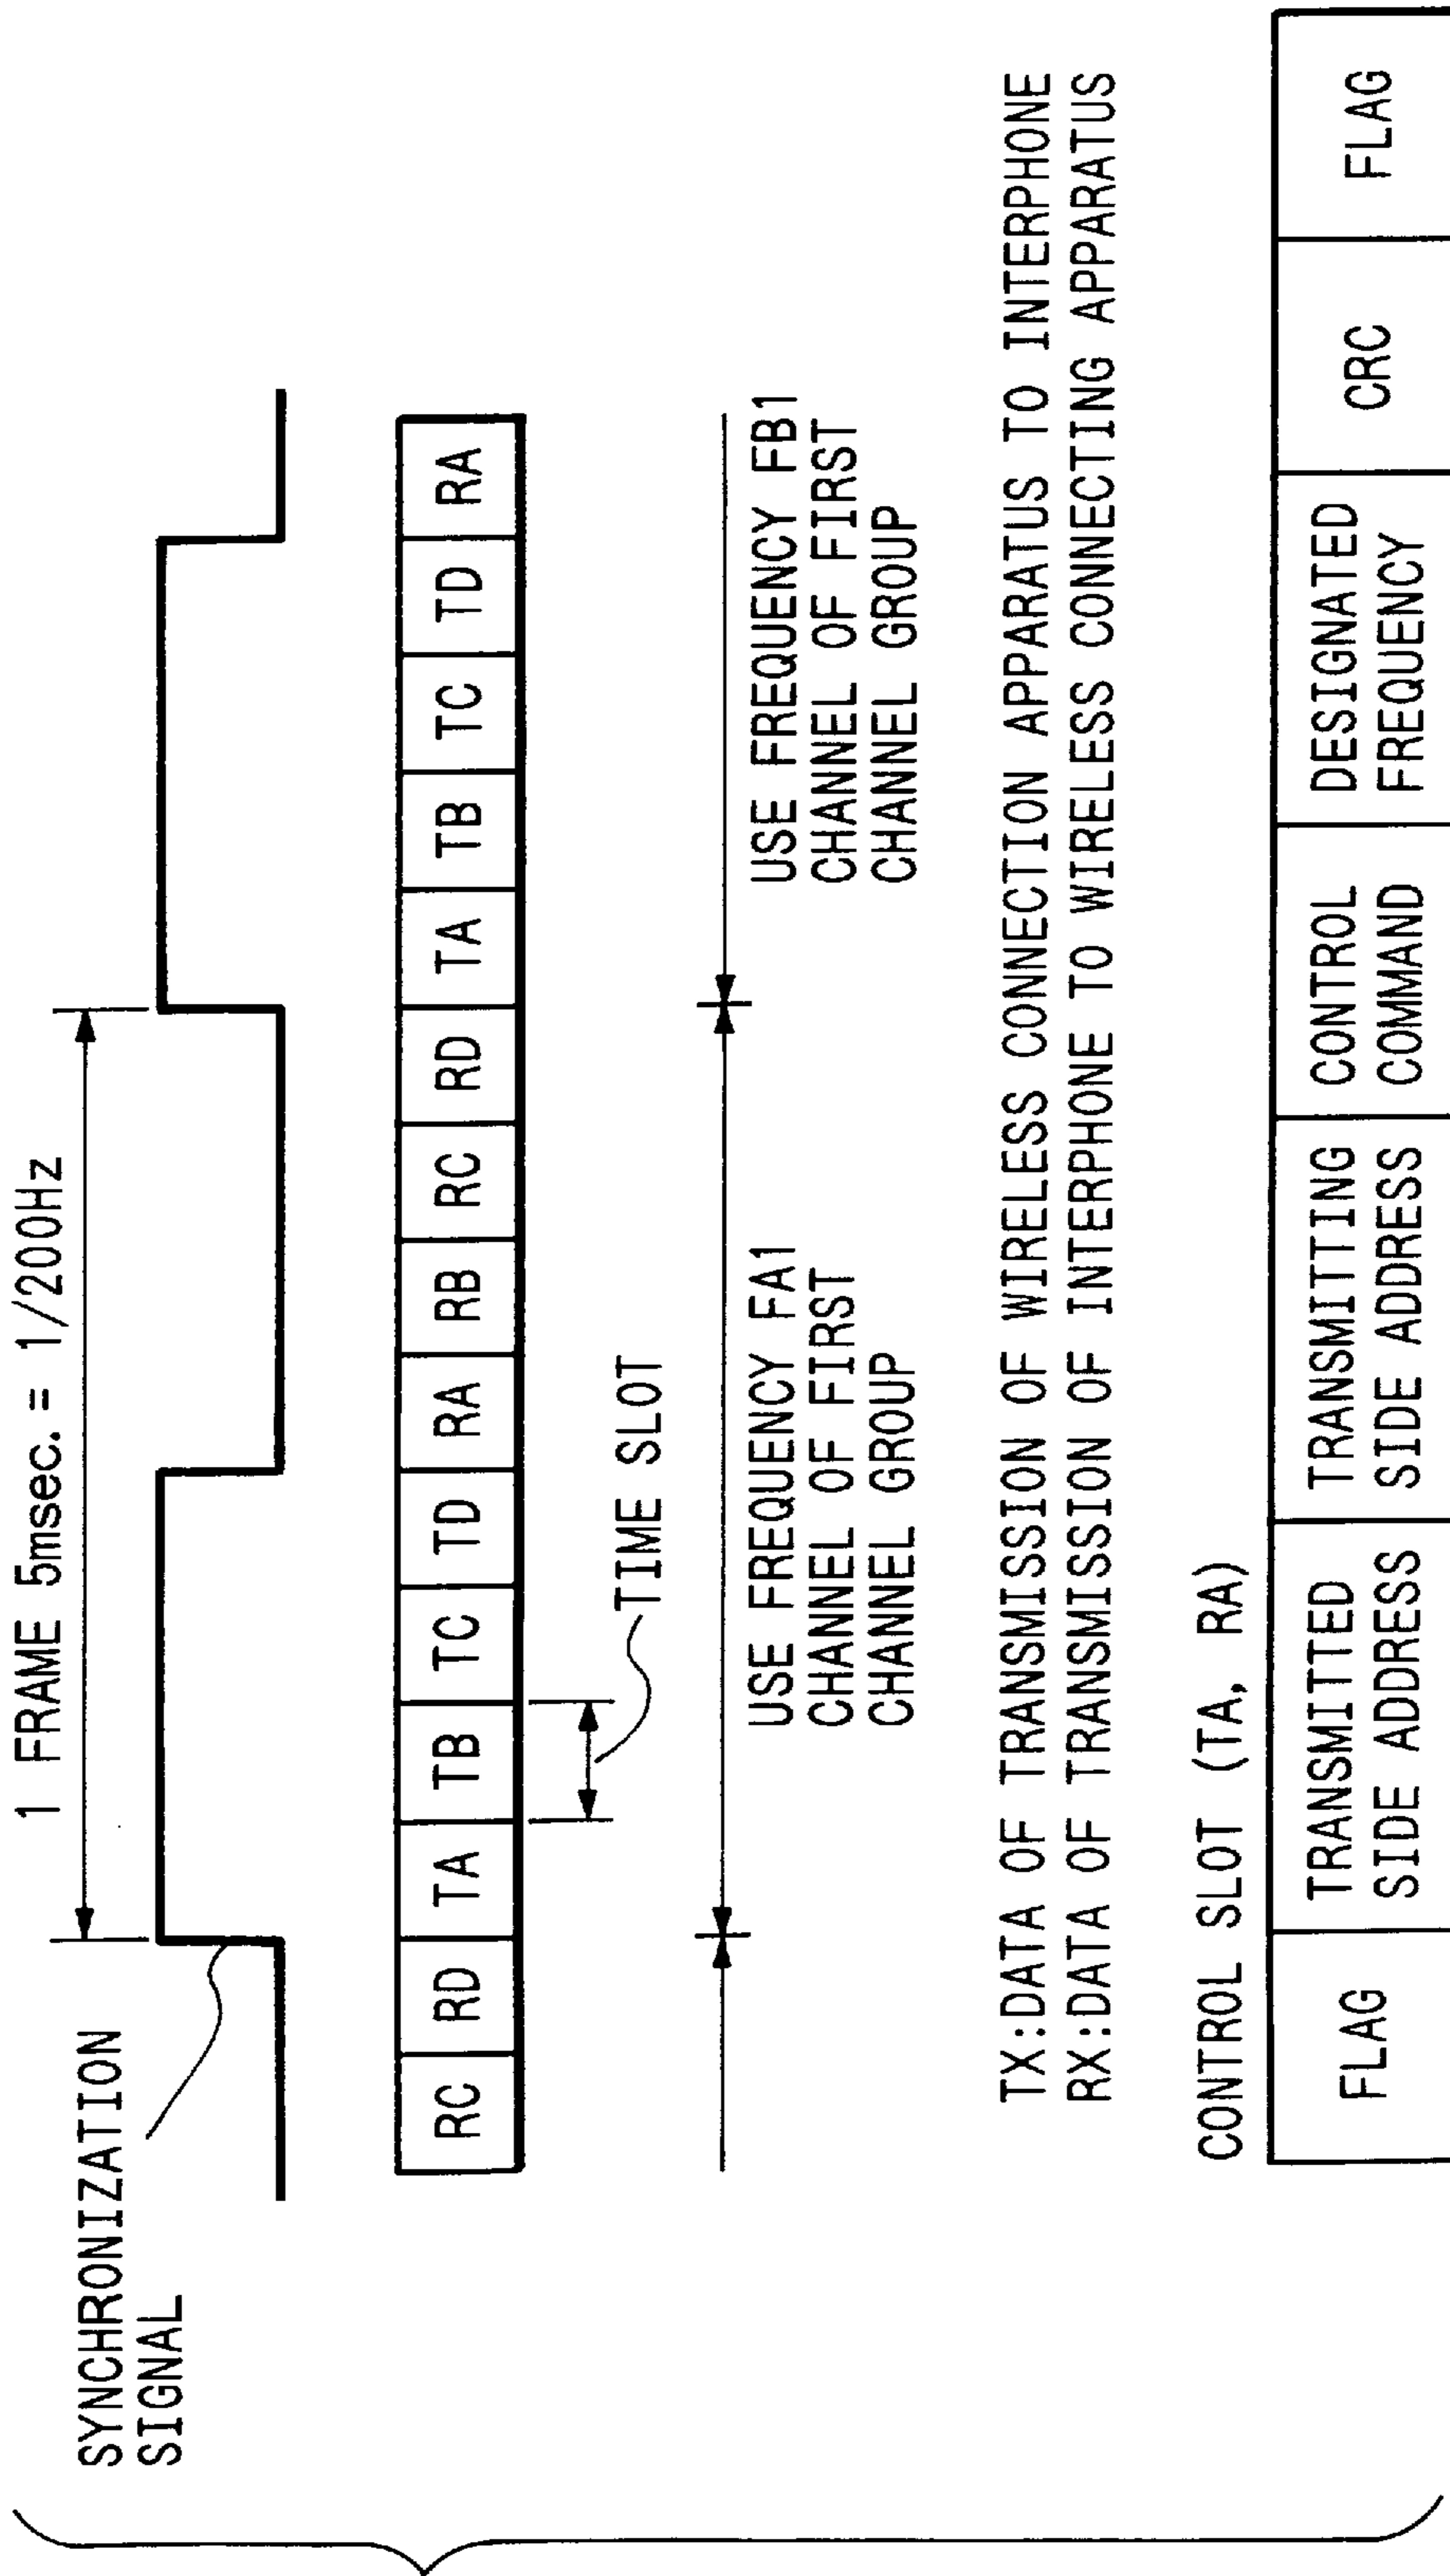 1 FRAME 5msec. = 1/200Hz
SYNCHRONIZATION
SIGNAL
RC RD TA TB TC TD RA RB RC RD TA TB TC TD RA
TIME SLOT
USE FREQUENCY FA1
CHANNEL OF FIRST
CHANNEL GROUP
USE FREQUENCY FB1
CHANNEL OF FIRST
CHANNEL GROUP
TX:DATA OF TRANSMISSION OF WIRELESS CONNECTION APPARATUS TO INTERPHONE
RX:DATA OF TRANSMISSION OF INTERPHONE TO WIRELESS CONNECTING APPARATUS
CONTROL SLOT (TA, RA)
FLAG
TRANSMITTED
SIDE ADDRESS
TRANSMITTING
SIDE ADDRESS
CONTROL
COMMAND
DESIGNATED
FREQUENCY
CRC
FLAG